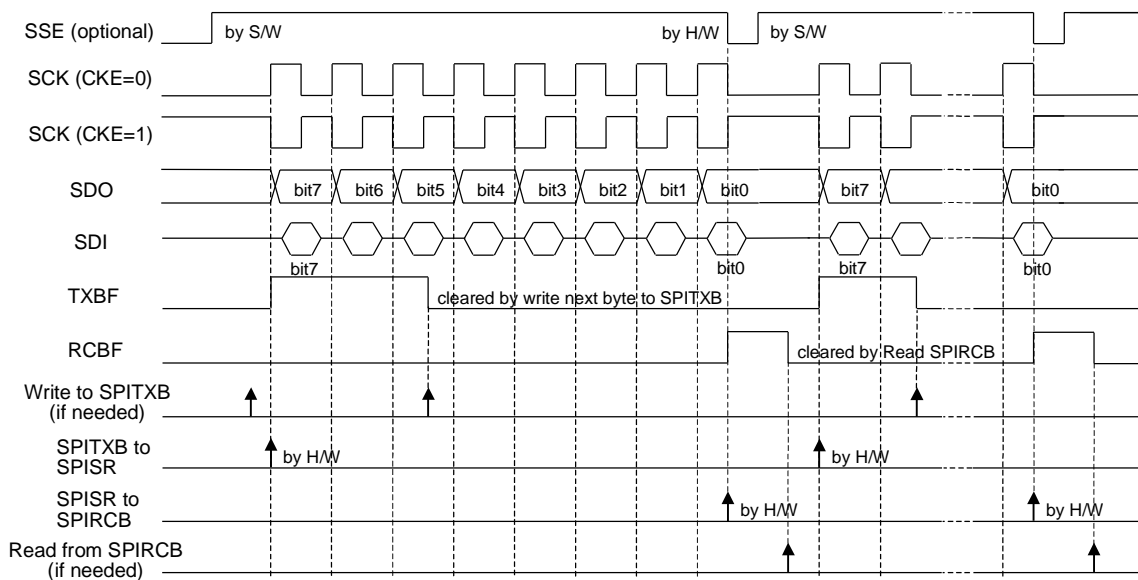 SSE (optional)
by S/W
by H/W
by S/W
SCK (CKE=0)
SCK (CKE=1)
SDO
bit7
bit6
bit5
bit4
bit3
bit2
bit1
bit0
bit7
bit0
SDI
bit7
bit0
bit7
bit0
TXBF
cleared by write next byte to SPITXB
RCBF
cleared by Read SPIRCB
Write to SPITXB
(if needed)
SPITXB to
SPISR
by H/W
by H/W
SPISR to
SPIRCB
by H/W
by H/W
Read from SPIRCB
(if needed)